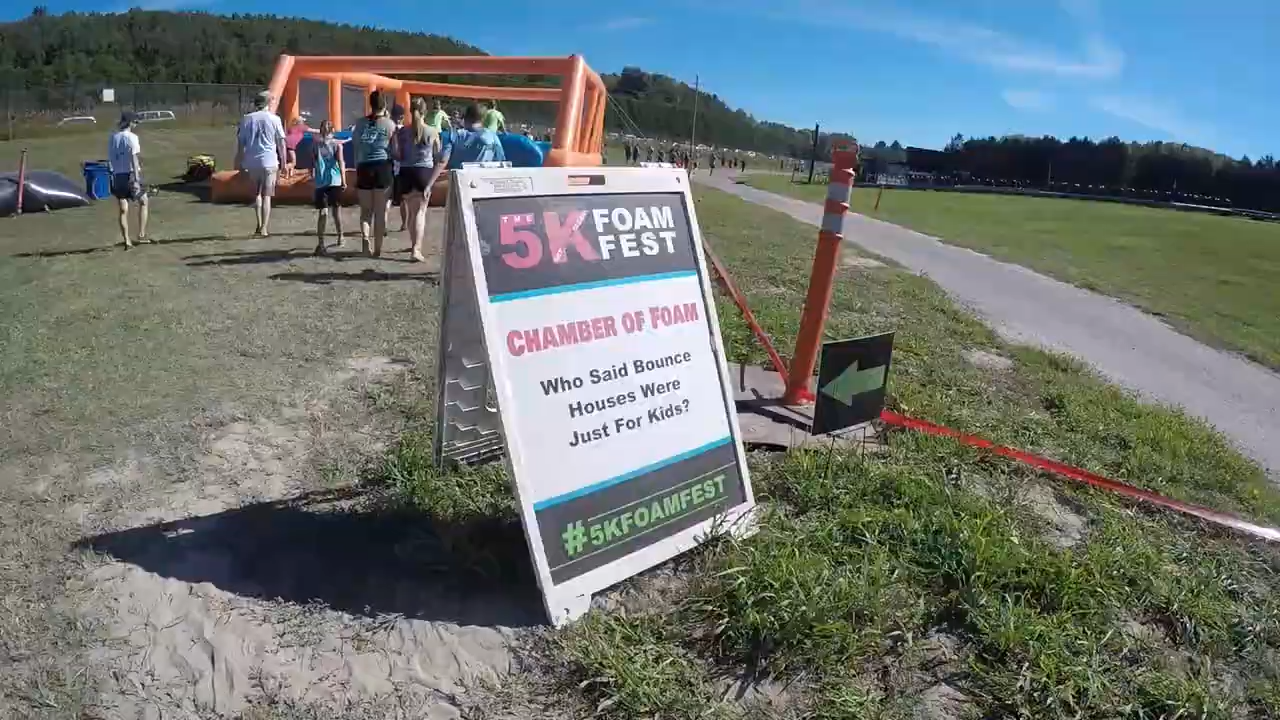 THE
5K FOAM
FEST
CHAMBER OF FOAM
Who Said Bounce
Houses Were
Just For Kids?
#5KFOAMFEST